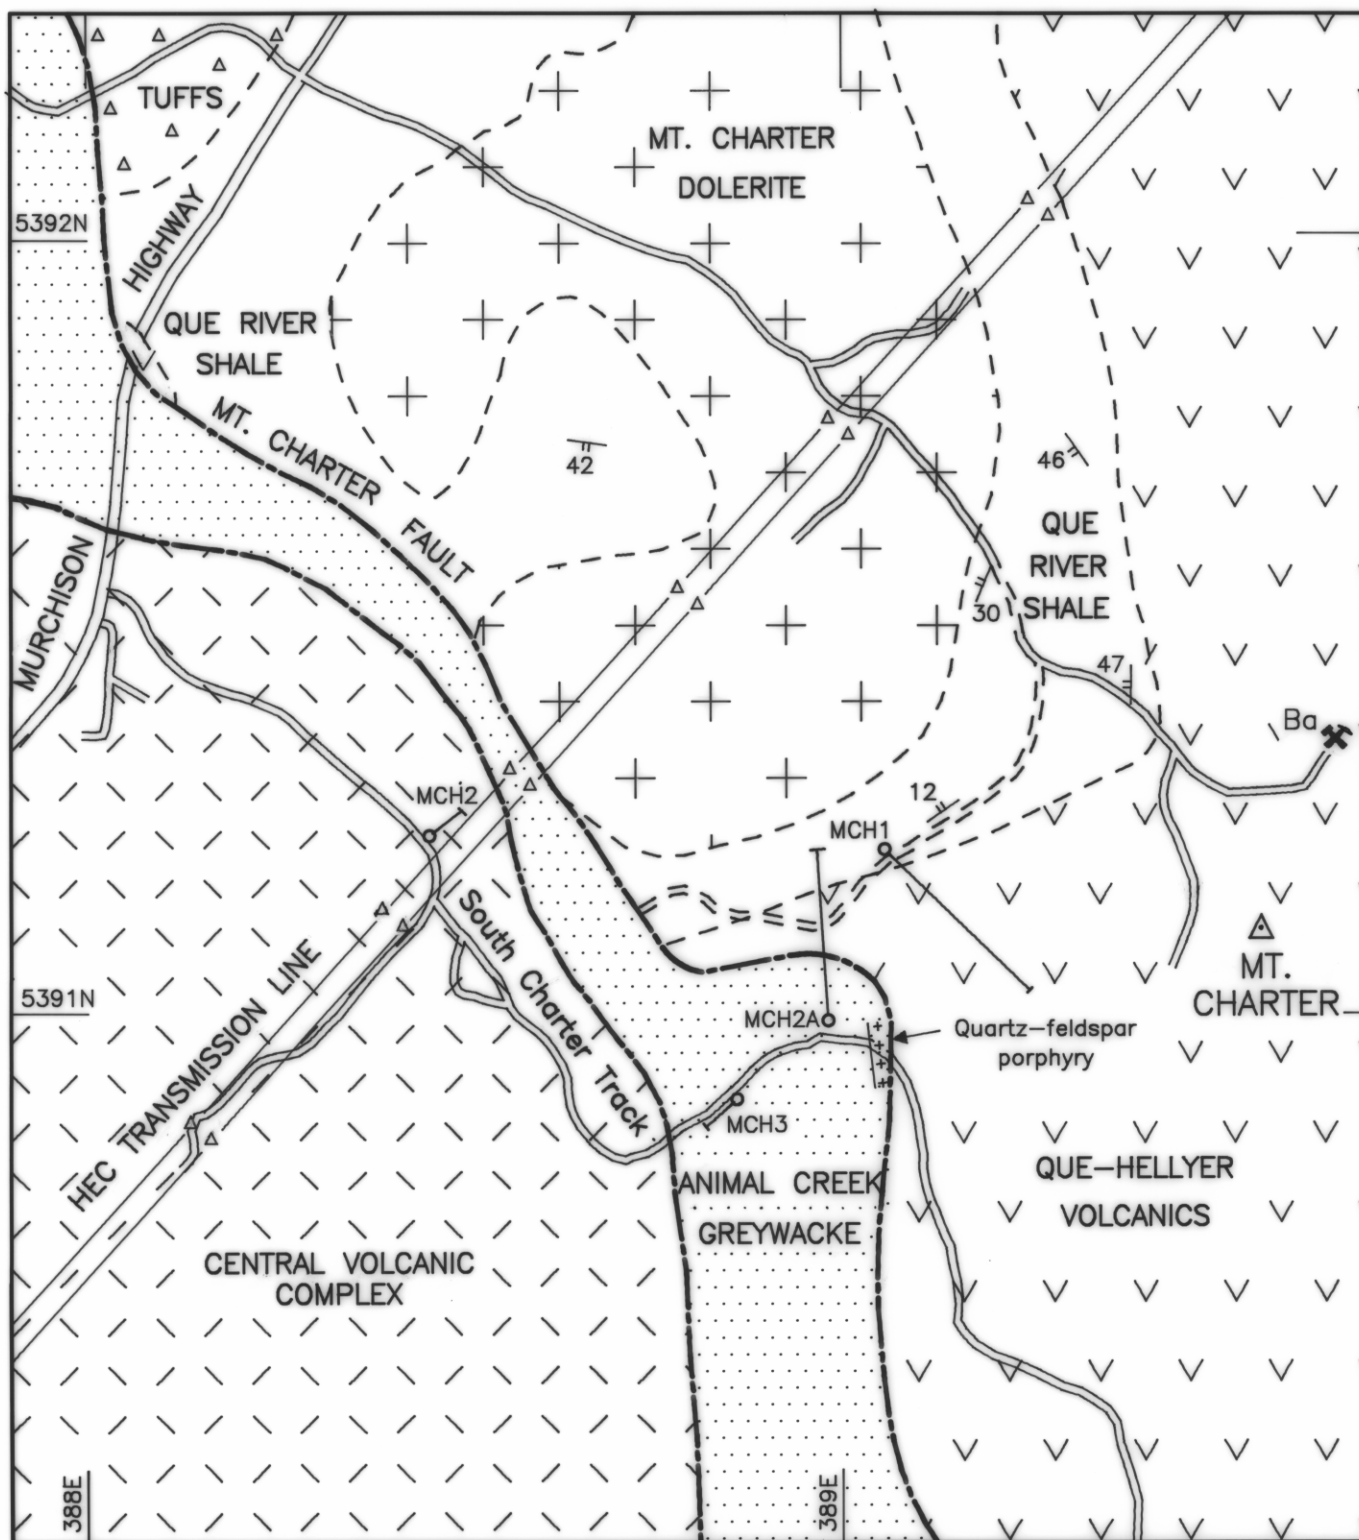 TUFFS
MT. CHARTER
DOLERITE
5392N
HIGHWAY
QUE RIVER
SHALE
MT. CHARTER FAULT
42
46
QUE
RIVER
SHALE
30
MURCHISON
47
Ba
MCH2
12
MCH1
South Charter Track
MT.
CHARTER
5391N
MCH2A
Quartz-feldspar
porphyry
HEC TRANSMISSION LINE
MCH3
QUE-HELLYER
VOLCANICS
ANIMAL CREEK
GREYWACKE
CENTRAL VOLCANIC
COMPLEX
388E
389E